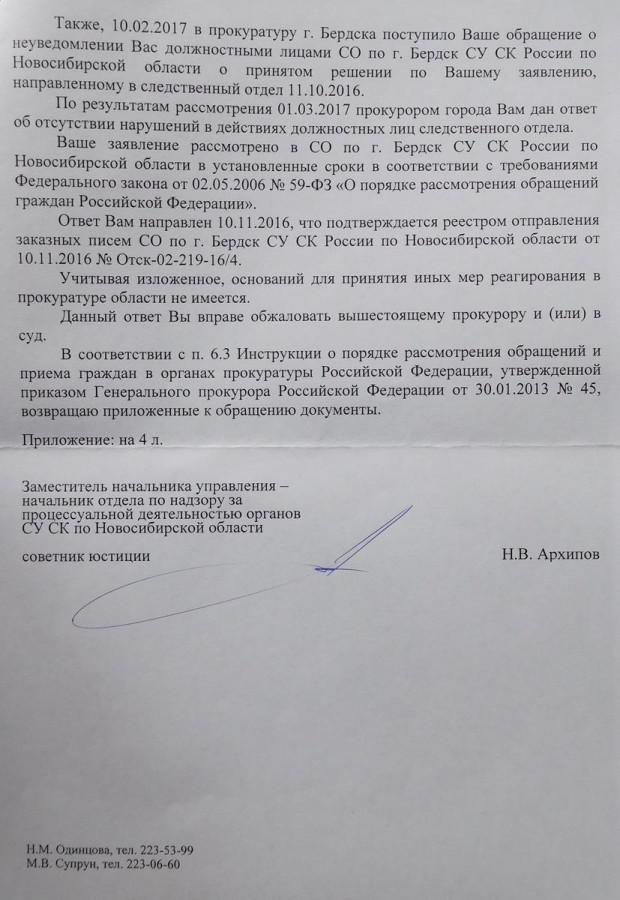 Также, 10.02.2017 в прокуратуру г. Бердска поступило Ваше обращение о
неуведомлении Вас должностными лицами СО по г. Бердск СУ СК России по
Новосибирской области о принятом решении по Вашему заявлению,
направленному в следственный отдел 11.10.2016.
По результатам рассмотрения 01.03.2017 прокурором города Вам дан ответ
об отсутствии нарушений в действиях должностных лиц следственного отдела.
Ваше заявление рассмотрено в СО по г. Бердск СУ СК России по
Новосибирской области в установленные сроки в соответствии с требованиями
Федерального закона от 02.05.2006 № 59-ФЗ «О порядке рассмотрения обращений
граждан Российской Федерации».
Ответ Вам направлен 10.11.2016, что подтверждается реестром отправления
заказных писем СО по г. Бердск СУ СК России по Новосибирской области от
10.11.2016 № Отск-02-219-16/4.
Учитывая изложенное, оснований для принятия иных мер реагирования в
прокуратуре области не имеется.
Данный ответ Вы вправе обжаловать вышестоящему прокурору и (или) в
суд.
В соответствии с п. 6.3 Инструкции о порядке рассмотрения обращений и
приема граждан в органах прокуратуры Российской Федерации, утвержденной
приказом Генерального прокурора Российской Федерации от 30.01.2013 № 45,
возвращаю приложенные к обращению документы.
Приложение: на 4 л.
Заместитель начальника управления –
начальник отдела по надзору за
процессуальной деятельностью органов
СУ СК по Новосибирской области
советник юстиции Н.В. Архипов
Н.М. Одинцова, тел. 223-53-99
М.В. Супрун, тел. 223-06-60